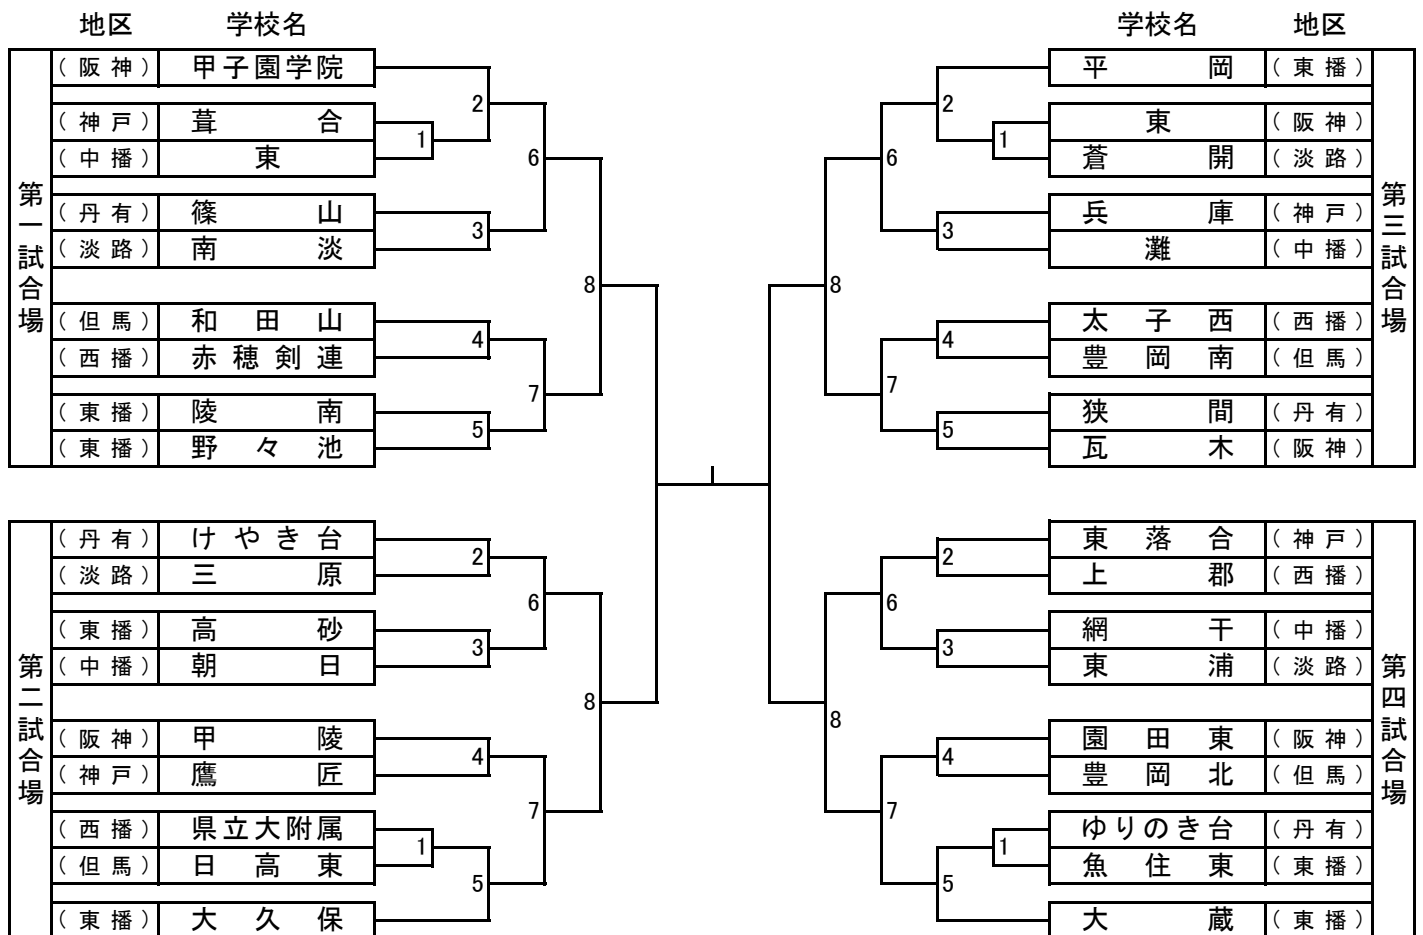 地区 学校名
第一試合場
(阪神) 甲子園学院
(神戸) 葺合
(中播) 東
(丹有) 篠山
(淡路) 南淡
(但馬) 和田山
(西播) 赤穂剣連
(東播) 陵南
(東播) 野々池
1
2
3
4
5
6
7
8
第二試合場
(丹有) けやき台
(淡路) 三原
(東播) 高砂
(中播) 朝日
(阪神) 甲陵
(神戸) 鷹匠
(西播) 県立大附属
(但馬) 日高東
(東播) 大久保
2
3
4
1
5
6
7
8
学校名 地区
第三試合場
平岡 (東播)
東 (阪神)
蒼開 (淡路)
兵庫 (神戸)
灘 (中播)
太子西 (西播)
豊岡南 (但馬)
狭間 (丹有)
瓦木 (阪神)
1
2
3
4
5
6
7
8
第四試合場
東落合 (神戸)
上郡 (西播)
網干 (中播)
東浦 (淡路)
園田東 (阪神)
豊岡北 (但馬)
ゆりのき台 (丹有)
魚住東 (東播)
大蔵 (東播)
2
3
4
1
5
6
7
8